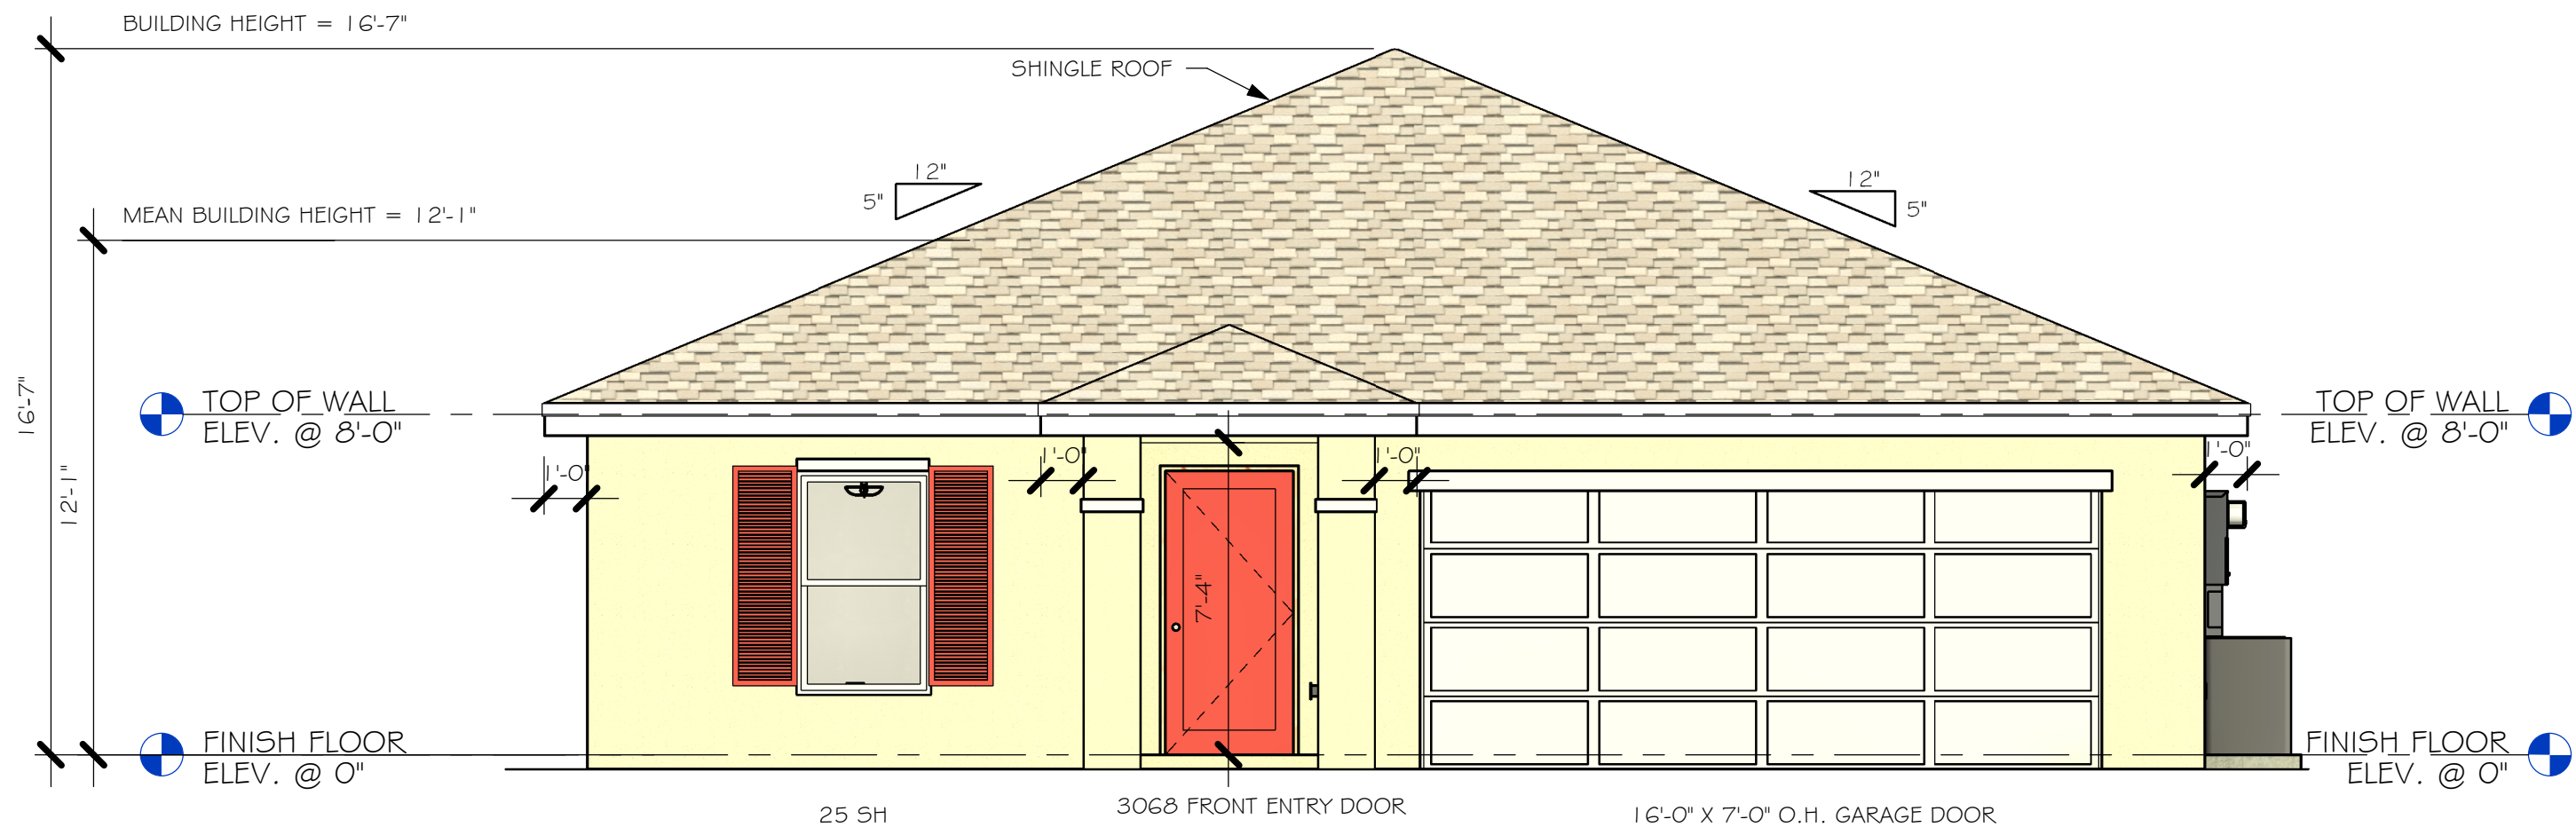 BUILDING HEIGHT = 16'-7"
SHINGLE ROOF
12"
5"
12"
5"
MEAN BUILDING HEIGHT = 12'-1"
16'-7"
12'-1"
TOP OF WALL
ELEV. @ 8'-0"
TOP OF WALL
ELEV. @ 8'-0"
1'-0"
1'-0"
1'-0"
1'-0"
7'-4"
FINISH FLOOR
ELEV. @ 0"
FINISH FLOOR
ELEV. @ 0"
25 SH
3068 FRONT ENTRY DOOR
16'-0" X 7'-0" O.H. GARAGE DOOR